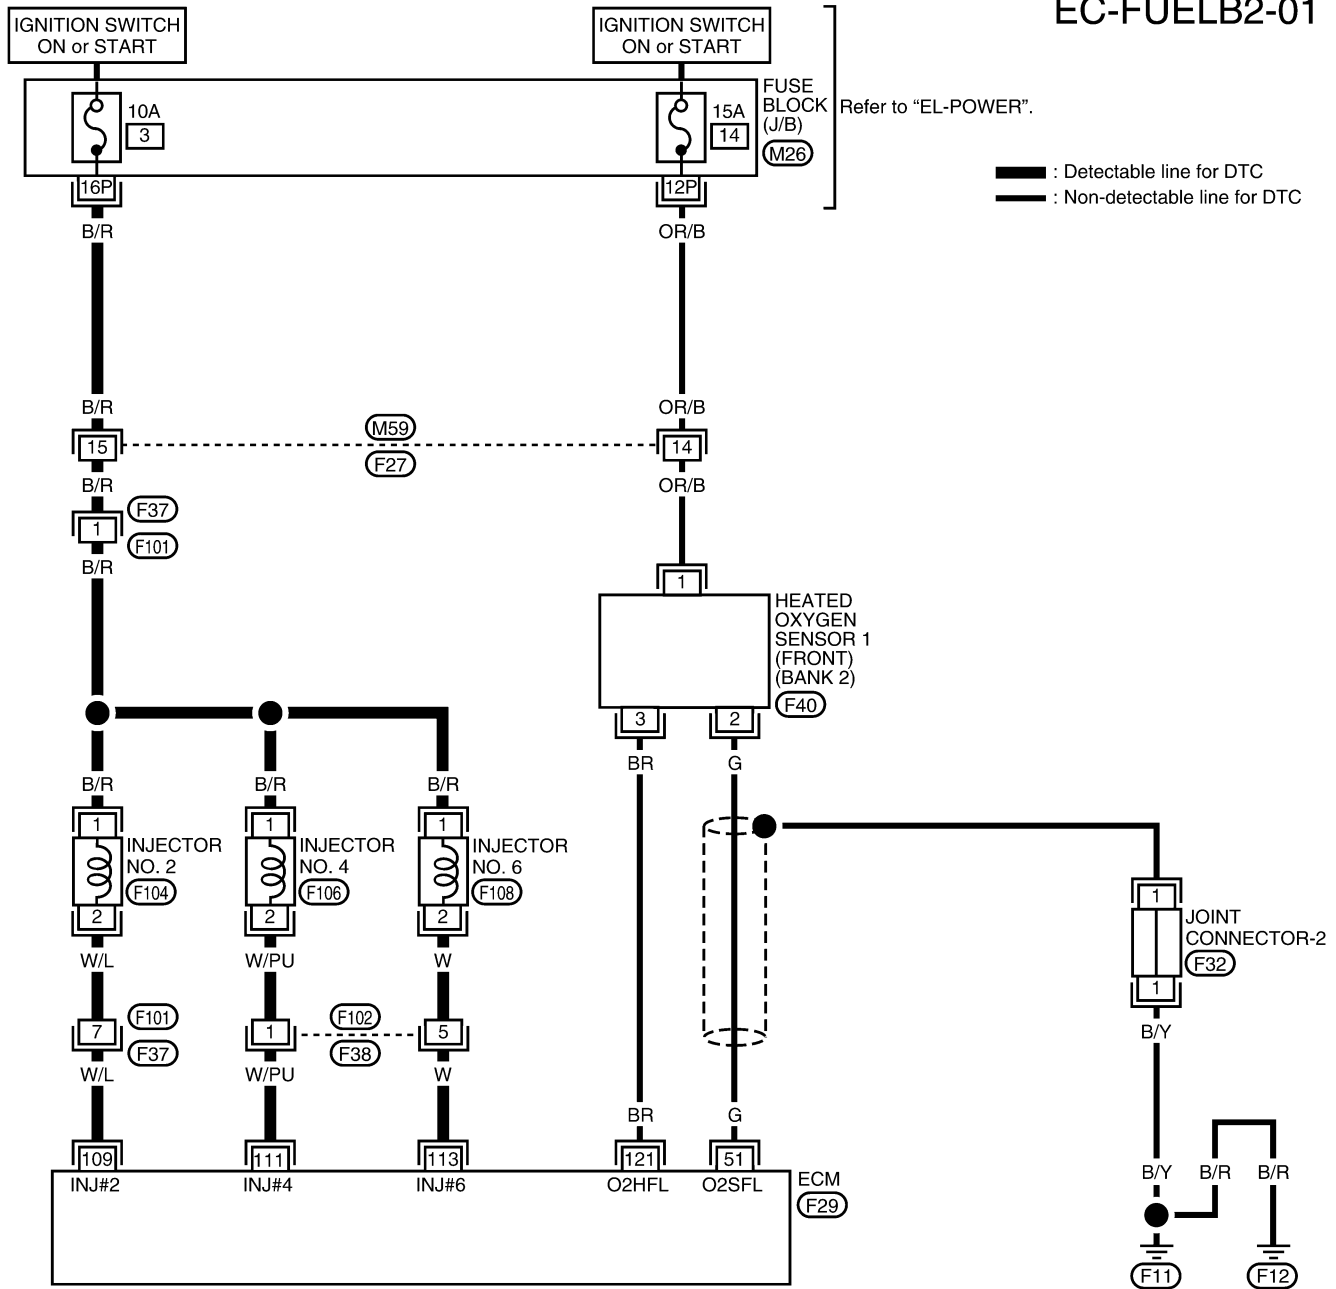 EC-FUELB2-01
IGNITION SWITCH
ON or START
IGNITION SWITCH
ON or START
10A
3
15A
14
FUSE
BLOCK
(J/B)
M26
Refer to “EL-POWER”.
: Detectable line for DTC
: Non-detectable line for DTC
16P
12P
B/R
OR/B
B/R
OR/B
15
M59
F27
14
B/R
OR/B
1
F37
F101
B/R
1
HEATED
OXYGEN
SENSOR 1
(FRONT)
(BANK 2)
F40
3
2
BR
G
B/R
B/R
B/R
1
1
1
INJECTOR
NO. 2
F104
INJECTOR
NO. 4
F106
INJECTOR
NO. 6
F108
2
2
2
1
JOINT
CONNECTOR-2
F32
1
W/L
W/PU
W
B/Y
7
F101
F37
1
F102
F38
5
W/L
W/PU
W
BR
G
109
111
113
121
51
INJ#2
INJ#4
INJ#6
O2HFL
O2SFL
ECM
F29
B/Y
B/R
B/R
F11
F12